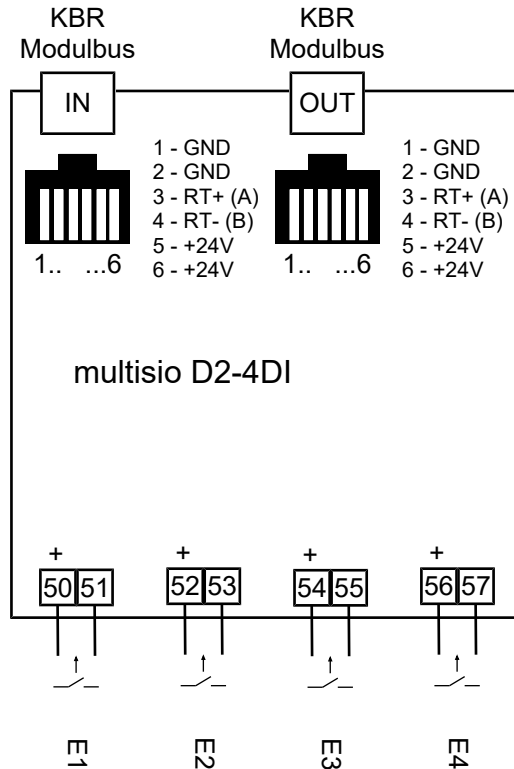 KBR
Modulbus
KBR
Modulbus
IN
OUT
1 - GND
2 - GND
3 - RT+ (A)
4 - RT- (B)
5 - +24V
6 - +24V
1.. ...6
1 - GND
2 - GND
3 - RT+ (A)
4 - RT- (B)
5 - +24V
6 - +24V
1.. ...6
multisio D2-4DI
+ + + +
50 51 52 53 54 55 56 57
E1 E2 E3 E4